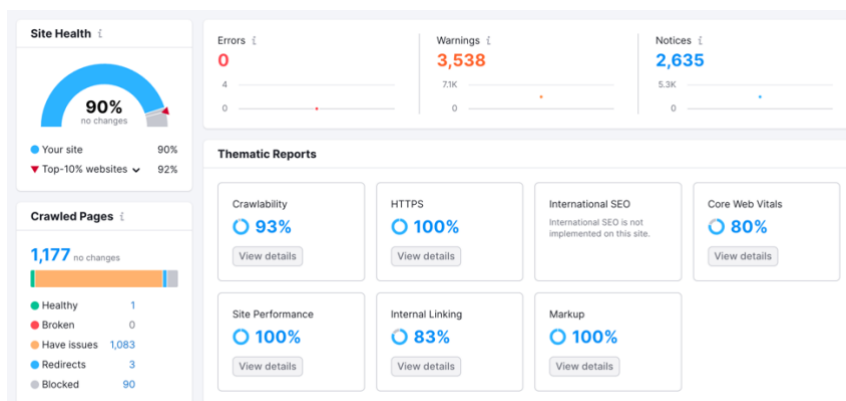 Site Health i
90%
no changes
Your site 90%
Top-10% websites 92%
Crawled Pages i
1,177 no changes
Healthy 1
Broken 0
Have issues 1,083
Redirects 3
Blocked 90
Errors i
0
4
0
Warnings i
3,538
7.1K
0
Notices i
2,635
5.3K
0
Thematic Reports
Crawlability
93%
View details
HTTPS
100%
View details
International SEO
International SEO is not
implemented on this site.
Core Web Vitals
80%
View details
Site Performance
100%
View details
Internal Linking
83%
View details
Markup
100%
View details